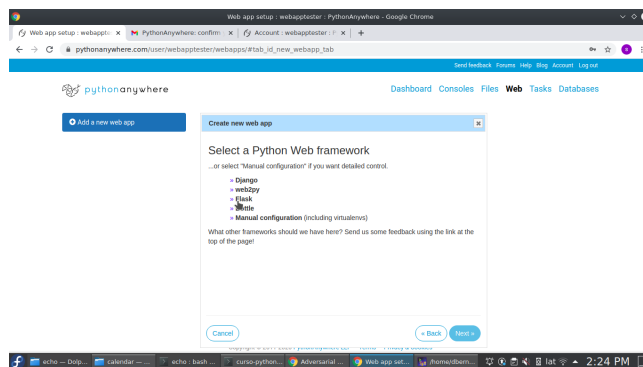 Web app setup : webapptester : PythonAnywhere - Google Chrome
Web app setup : webappte
PythonAnywhere: confirm
Account : webapptester : P
pythonanywhere.com/user/webapptester/webapps/#tab_id_new_webapp_tab
Send feedback Forums Help Blog Account Log out
pythonanywhere
Dashboard Consoles Files Web Tasks Databases
Add a new web app
Create new web app
Select a Python Web framework
...or select "Manual configuration" if you want detailed control.
» Django
» web2py
» Flask
» Bottle
» Manual configuration (including virtualenvs)
What other frameworks should we have here? Send us some feedback using the link at the
top of the page!
Cancel
« Back
Next »
echo — Dolp...
calendar — ...
echo : bash ...
curso-python...
Adversarial ...
Web app set...
/home/dbem...
lat
2:24 PM